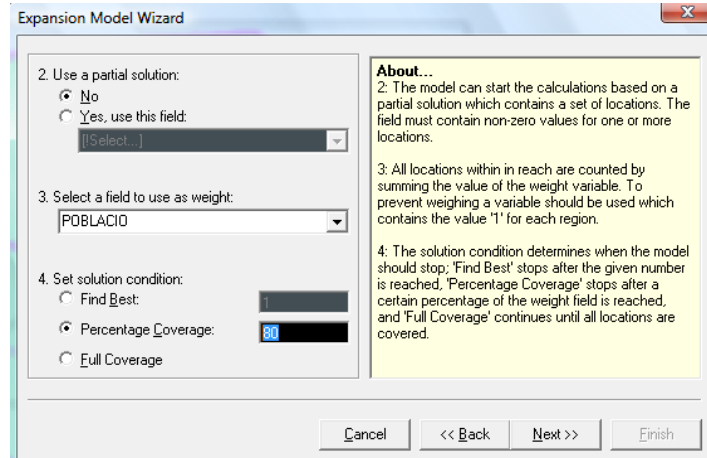 Expansion Model Wizard
2. Use a partial solution:
No
Yes, use this field:
[!Select...]
3. Select a field to use as weight:
POBLACIO
4. Set solution condition:
Find Best:
1
Percentage Coverage:
80
Full Coverage
About...
2: The model can start the calculations based on a
partial solution which contains a set of locations. The
field must contain non-zero values for one or more
locations.
3: All locations within in reach are counted by
summing the value of the weight variable. To
prevent weighing a variable should be used which
contains the value '1' for each region.
4: The solution condition determines when the model
should stop; 'Find Best' stops after the given number
is reached, 'Percentage Coverage' stops after a
certain percentage of the weight field is reached,
and 'Full Coverage' continues until all locations are
covered.
Cancel
<< Back
Next >>
Finish